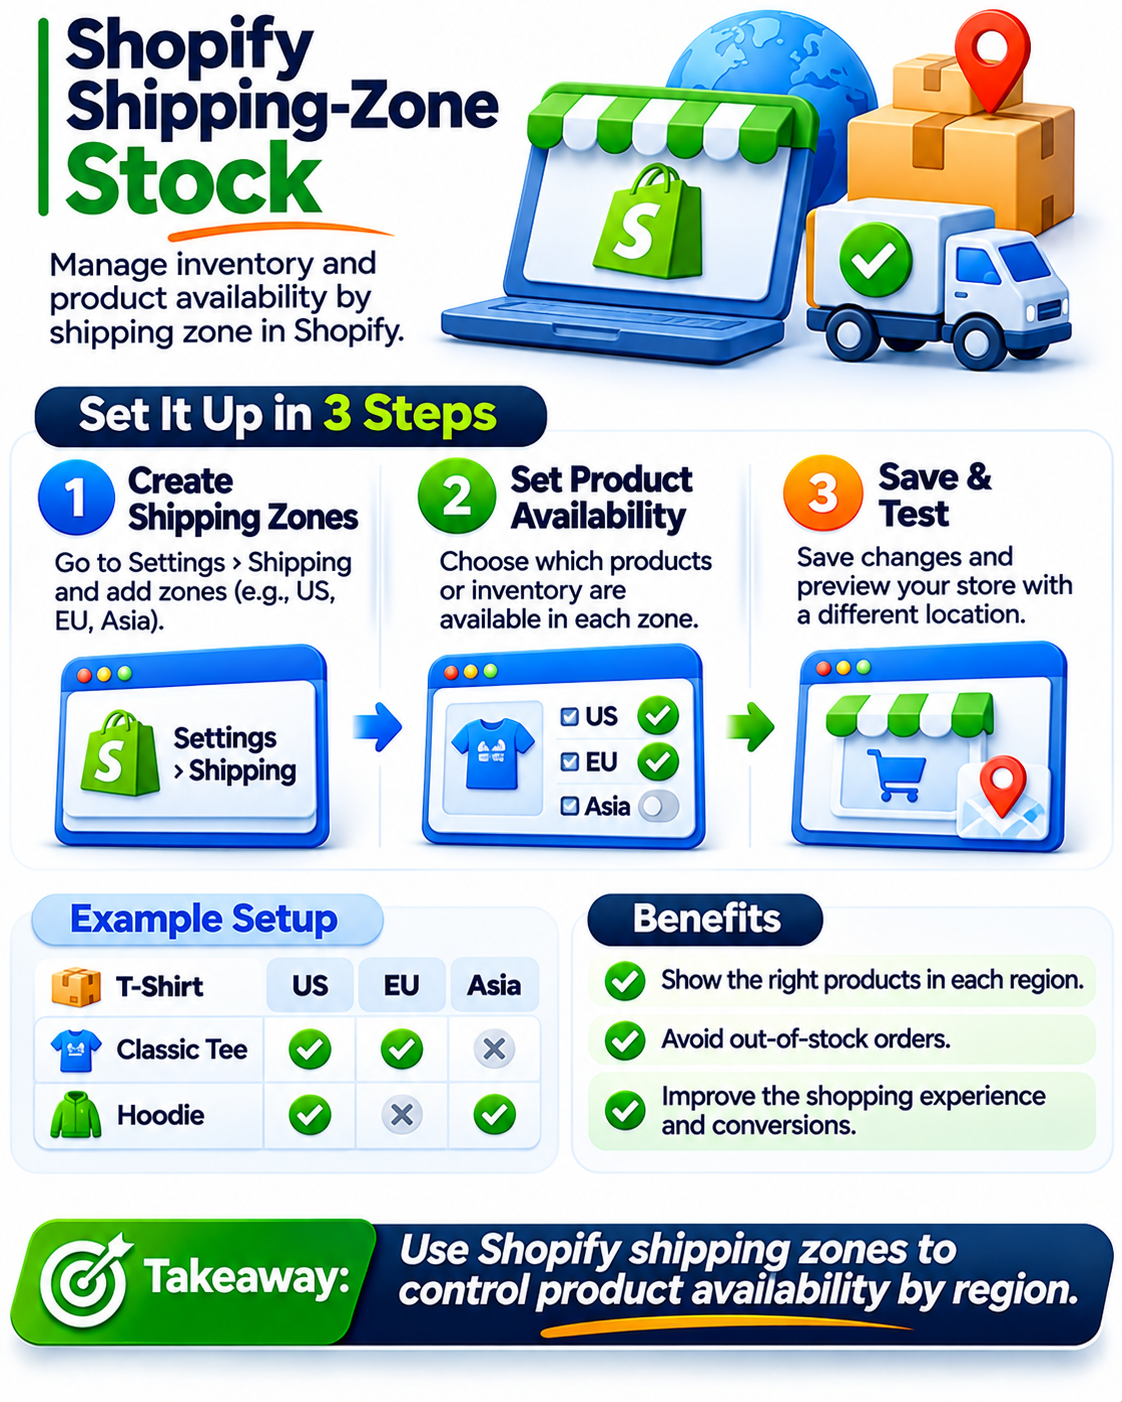 Shopify
Shipping-Zone
Stock
Manage inventory and
product availability by
shipping zone in Shopify.
S
Set It Up in 3 Steps
1
Create
Shipping Zones
Go to Settings › Shipping
and add zones (e.g., US,
EU, Asia).
S
Settings
› Shipping
2
Set Product
Availability
Choose which products
or inventory are
available in each zone.
US
EU
Asia
3
Save &
Test
Save changes and
preview your store with
a different location.
Example Setup
T-Shirt US EU Asia
Classic Tee
Hoodie
Benefits
Show the right products in each region.
Avoid out-of-stock orders.
Improve the shopping experience
and conversions.
Takeaway:
Use Shopify shipping zones to
control product availability by region.